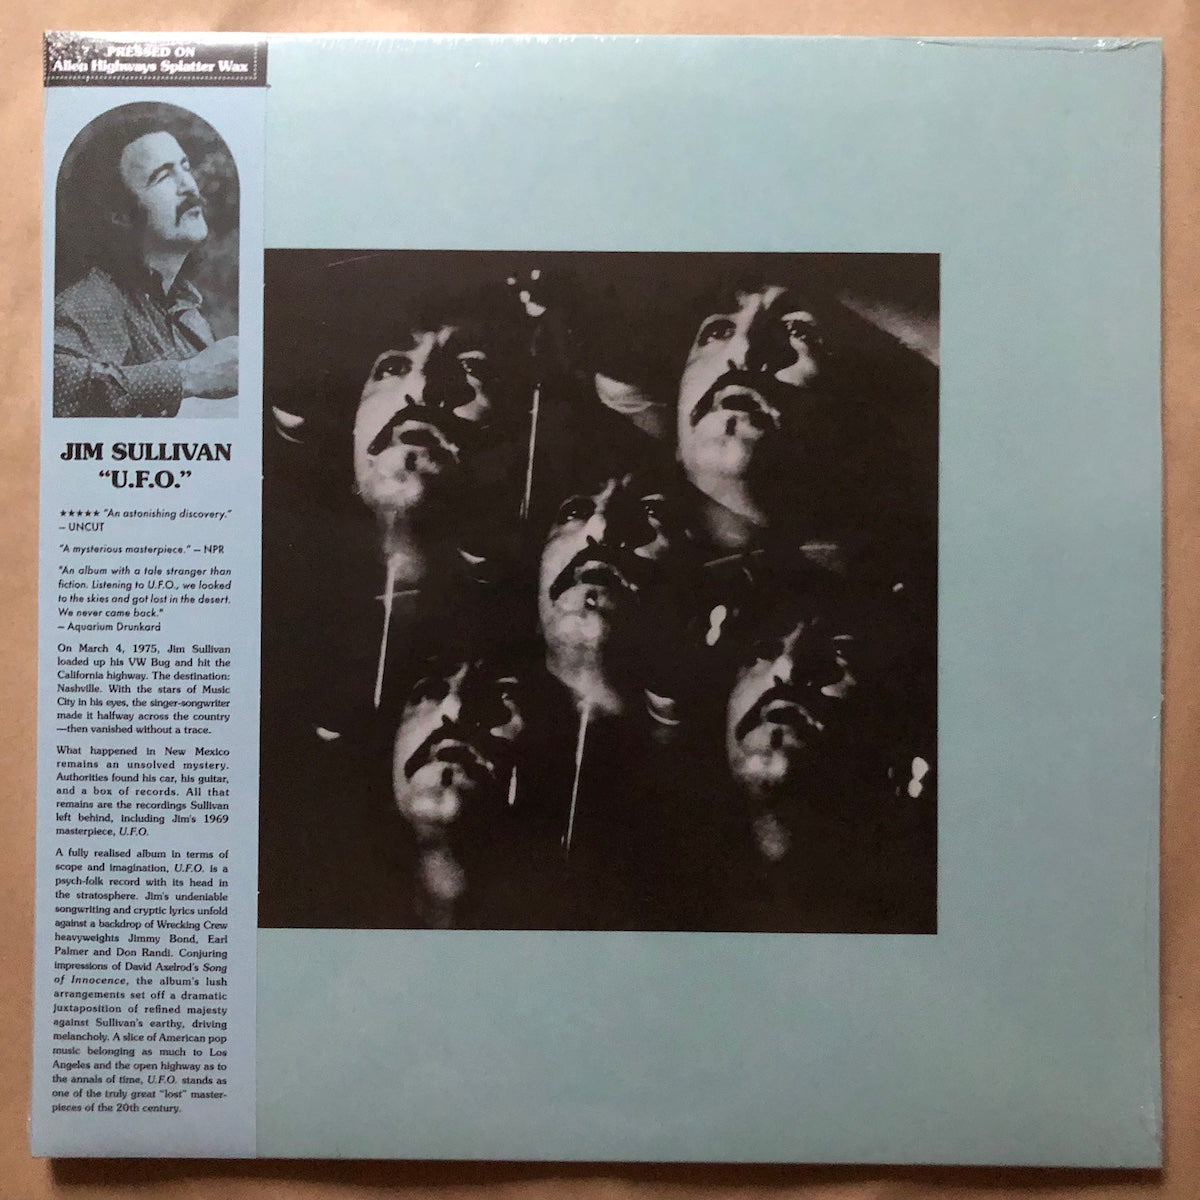 PRESSED ON
Alien Highways Splatter Wax
JIM SULLIVAN
“U.F.O.”
★★★★★ “An astonishing discovery.”
– UNCUT
“A mysterious masterpiece.” – NPR
"An album with a tale stranger than
fiction. Listening to U.F.O., we looked
to the skies and got lost in the desert.
We never came back."
– Aquarium Drunkard
On March 4, 1975, Jim Sullivan
loaded up his VW Bug and hit the
California highway. The destination:
Nashville. With the stars of Music
City in his eyes, the singer-songwriter
made it halfway across the country
—then vanished without a trace.
What happened in New Mexico
remains an unsolved mystery.
Authorities found his car, his guitar,
and a box of records. All that
remains are the recordings Sullivan
left behind, including Jim's 1969
masterpiece, U.F.O.
A fully realised album in terms of
scope and imagination, U.F.O. is a
psych-folk record with its head in
the stratosphere. Jim's undeniable
songwriting and cryptic lyrics unfold
against a backdrop of Wrecking Crew
heavyweights Jimmy Bond, Earl
Palmer and Don Randi. Conjuring
impressions of David Axelrod's Song
of Innocence, the album's lush
arrangements set off a dramatic
juxtaposition of refined majesty
against Sullivan's earthy, driving
melancholy. A slice of American pop
music belonging as much to Los
Angeles and the open highway as to
the annals of time, U.F.O. stands as
one of the truly great "lost" master-
pieces of the 20th century.